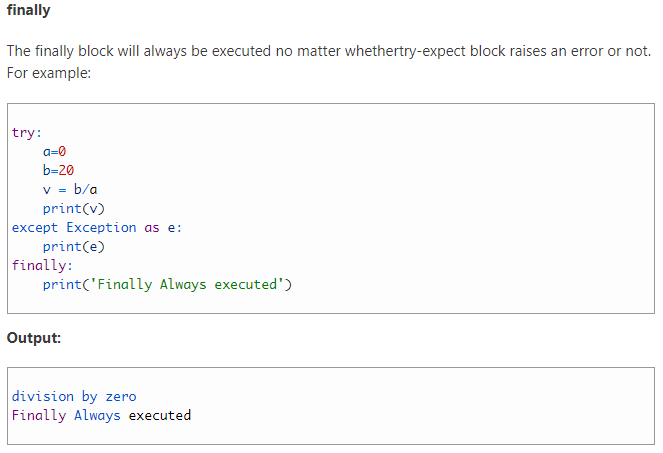 finally
The finally block will always be executed no matter whethertry-expect block raises an error or not.
For example:
try:
    a=0
    b=20
    v = b/a
    print(v)
except Exception as e:
    print(e)
finally:
    print('Finally Always executed')
Output:
division by zero
Finally Always executed